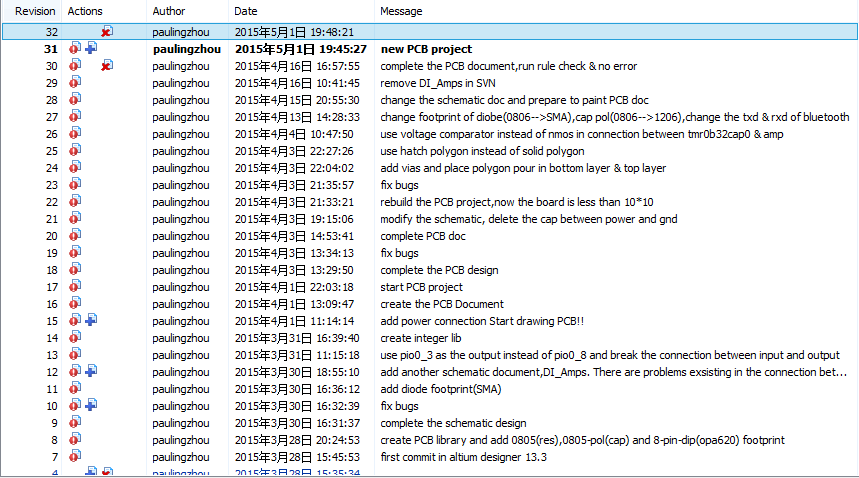 Revision Actions Author Date Message
32 paulingzhou 2015年5月1日 19:48:21
31 paulingzhou 2015年5月1日 19:45:27 new PCB project
30 paulingzhou 2015年4月16日 16:57:55 complete the PCB document,run rule check & no error
29 paulingzhou 2015年4月16日 10:41:45 remove DI_Amps in SVN
28 paulingzhou 2015年4月15日 20:55:30 change the schematic doc and prepare to paint PCB doc
27 paulingzhou 2015年4月13日 14:28:33 change footprint of diobe(0806-->SMA),cap pol(0806-->1206),change the txd & rxd of bluetooth
26 paulingzhou 2015年4月4日 10:47:50 use voltage comparator instead of nmos in connection between tmr0b32cap0 & amp
25 paulingzhou 2015年4月3日 22:27:26 use hatch polygon instead of solid polygon
24 paulingzhou 2015年4月3日 22:04:02 add vias and place polygon pour in bottom layer & top layer
23 paulingzhou 2015年4月3日 21:35:57 fix bugs
22 paulingzhou 2015年4月3日 21:33:21 rebuild the PCB project,now the board is less than 10*10
21 paulingzhou 2015年4月3日 19:15:06 modify the schematic, delete the cap between power and gnd
20 paulingzhou 2015年4月3日 14:53:41 complete PCB doc
19 paulingzhou 2015年4月3日 13:34:13 fix bugs
18 paulingzhou 2015年4月3日 13:29:50 complete the PCB design
17 paulingzhou 2015年4月1日 22:03:18 start PCB project
16 paulingzhou 2015年4月1日 13:09:47 create the PCB Document
15 paulingzhou 2015年4月1日 11:14:14 add power connection Start drawing PCB!!
14 paulingzhou 2015年3月31日 16:39:40 create integer lib
13 paulingzhou 2015年3月31日 11:15:18 use pio0_3 as the output instead of pio0_8 and break the connection between input and output
12 paulingzhou 2015年3月30日 18:55:10 add another schematic document,DI_Amps. There are problems exsisting in the connection bet...
11 paulingzhou 2015年3月30日 16:36:12 add diode footprint(SMA)
10 paulingzhou 2015年3月30日 16:32:39 fix bugs
9 paulingzhou 2015年3月30日 16:31:37 complete the schematic design
8 paulingzhou 2015年3月28日 20:24:53 create PCB library and add 0805(res),0805-pol(cap) and 8-pin-dip(opa620) footprint
7 paulingzhou 2015年3月28日 15:45:53 first commit in altium designer 13.3
4 paulingzhou 2015年3月28日 15:35:34